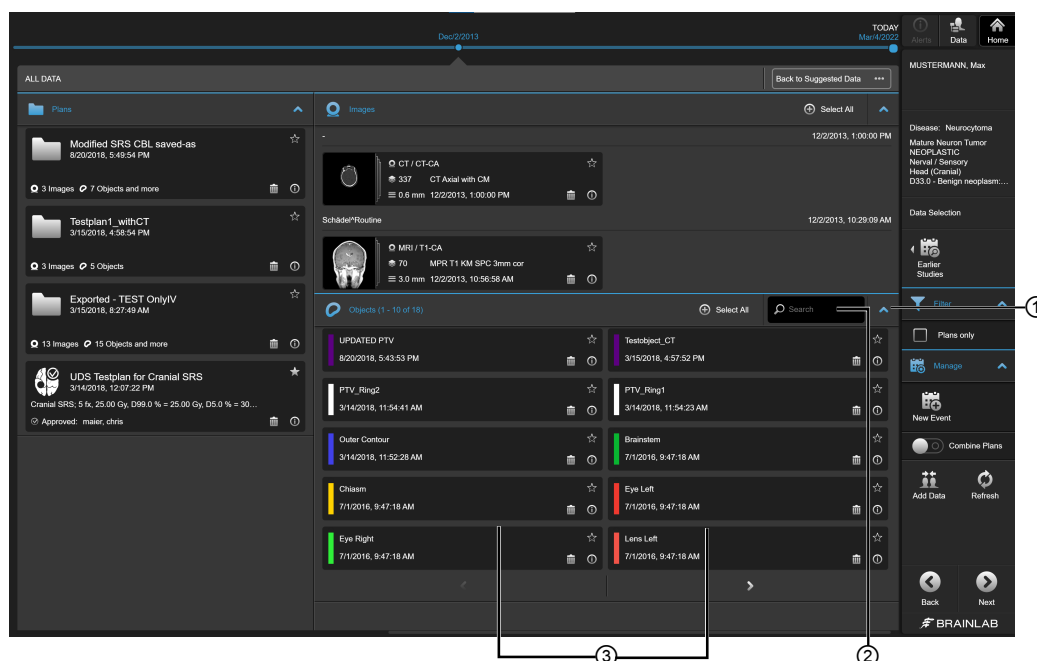 Dec/2/2013
TODAY
Mar/4/2022
Alerts
Data
Home
MUSTERMANN, Max
ALL DATA
Back to Suggested Data
Plans
Modified SRS CBL saved-as
8/20/2018, 5:49:54 PM
3 Images 7 Objects and more
Testplan1_withCT
3/15/2018, 4:58:54 PM
3 Images 5 Objects
Exported - TEST OnlyIV
3/15/2018, 8:27:49 AM
13 Images 15 Objects and more
UDS Testplan for Cranial SRS
3/14/2018, 12:07:22 PM
Cranial SRS; 5 fx, 25.00 Gy, D99.0 % = 25.00 Gy, D5.0 % = 30...
Approved: maier, chris
Images
Select All
- 12/2/2013, 1:00:00 PM
CT / CT-CA
337 CT Axial with CM
0.6 mm 12/2/2013, 1:00:00 PM
Schädel^Routine 12/2/2013, 10:29:09 AM
MRI / T1-CA
70 MPR T1 KM SPC 3mm cor
3.0 mm 12/2/2013, 10:56:58 AM
Objects (1 - 10 of 18)
Select All
Search
UPDATED PTV
8/20/2018, 5:43:53 PM
Testobject_CT
3/15/2018, 4:57:52 PM
PTV_Ring2
3/14/2018, 11:54:41 AM
PTV_Ring1
3/14/2018, 11:54:23 AM
Outer Contour
3/14/2018, 11:52:28 AM
Brainstem
7/1/2016, 9:47:18 AM
Chiasm
7/1/2016, 9:47:18 AM
Eye Left
7/1/2016, 9:47:18 AM
Eye Right
7/1/2016, 9:47:18 AM
Lens Left
7/1/2016, 9:47:18 AM
Disease: Neurocytoma
Mature Neuron Tumor
NEOPLASTIC
Nerval / Sensory
Head (Cranial)
D33.0 - Benign neoplasm:...
Data Selection
Earlier
Studies
Filter
Plans only
Manage
New Event
Combine Plans
Add Data
Refresh
Back
Next
BRAINLAB
1
2
3